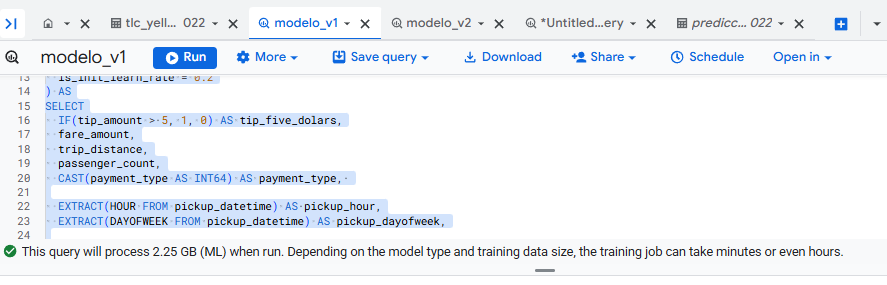 tlc_yell... 022
modelo_v1
modelo_v2
*Untitled...ery
predicc... 022
modelo_v1
Run
More
Save query
Download
Share
Schedule
Open in
13 ls_init_learn_rate = 0.2
14 ) AS
15 SELECT
16 IF(tip_amount > 5, 1, 0) AS tip_five_dolars,
17 fare_amount,
18 trip_distance,
19 passenger_count,
20 CAST(payment_type AS INT64) AS payment_type,
21
22 EXTRACT(HOUR FROM pickup_datetime) AS pickup_hour,
23 EXTRACT(DAYOFWEEK FROM pickup_datetime) AS pickup_dayofweek,
24
This query will process 2.25 GB (ML) when run. Depending on the model type and training data size, the training job can take minutes or even hours.